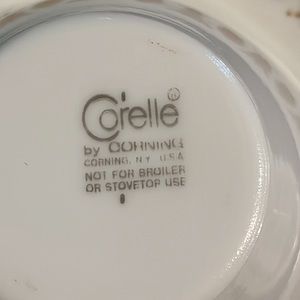 Corelle®
by CORNING
CORNING, N.Y. U.S.A.
NOT FOR BROILER
OR STOVETOP USE